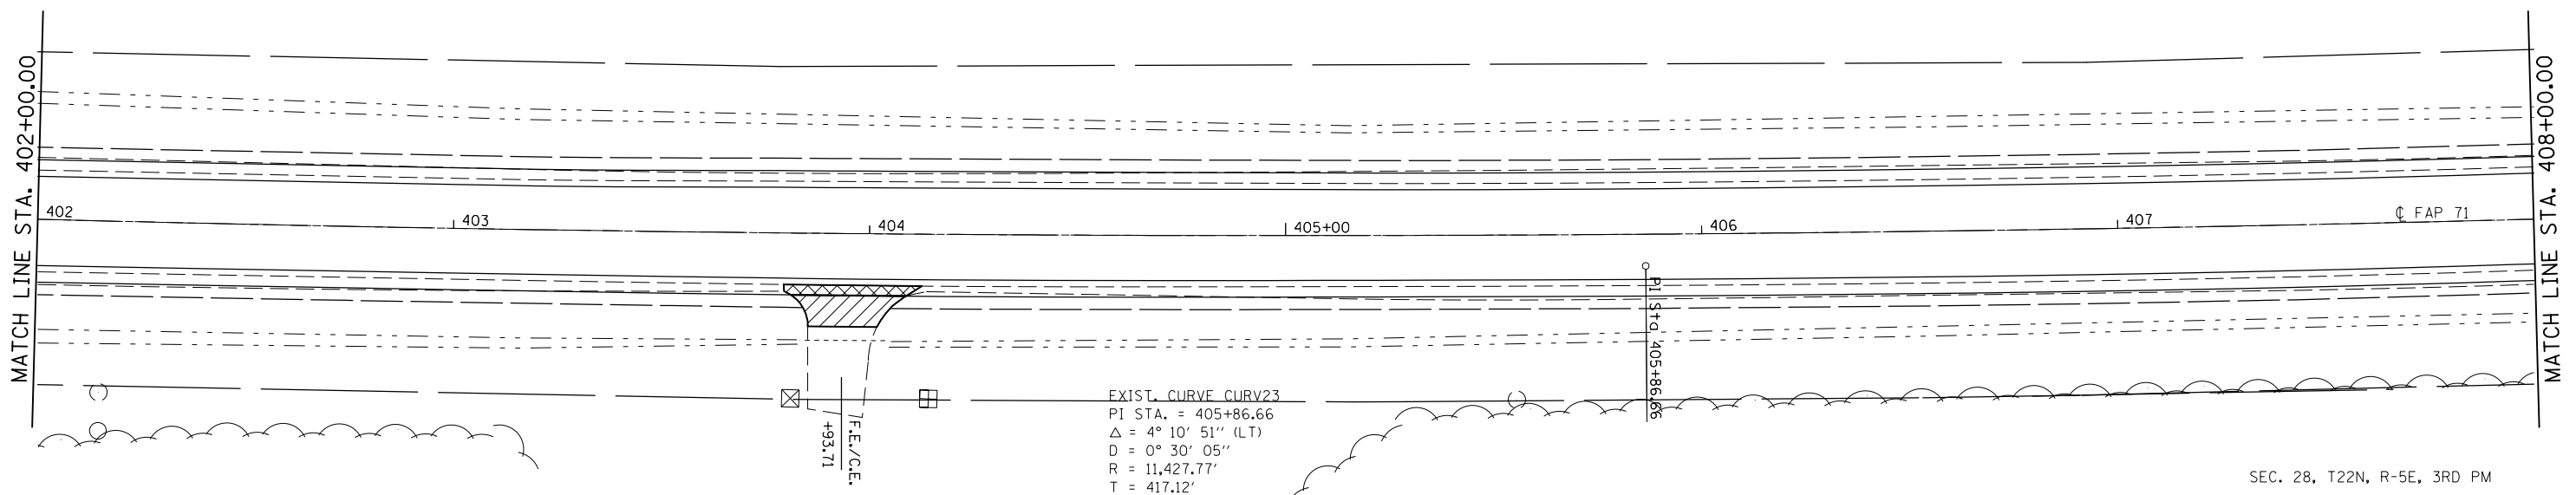 MATCH LINE STA. 402+00.00
402
403
404
405+00
406
407
℄ FAP 71
MATCH LINE STA. 408+00.00
PI Sta 405+86.66
+93.71
F.E./C.E.
EXIST. CURVE CURV23
PI STA. = 405+86.66
△ = 4° 10' 51'' (LT)
D = 0° 30' 05''
R = 11,427.77'
T = 417.12'
SEC. 28, T22N, R-5E, 3RD PM